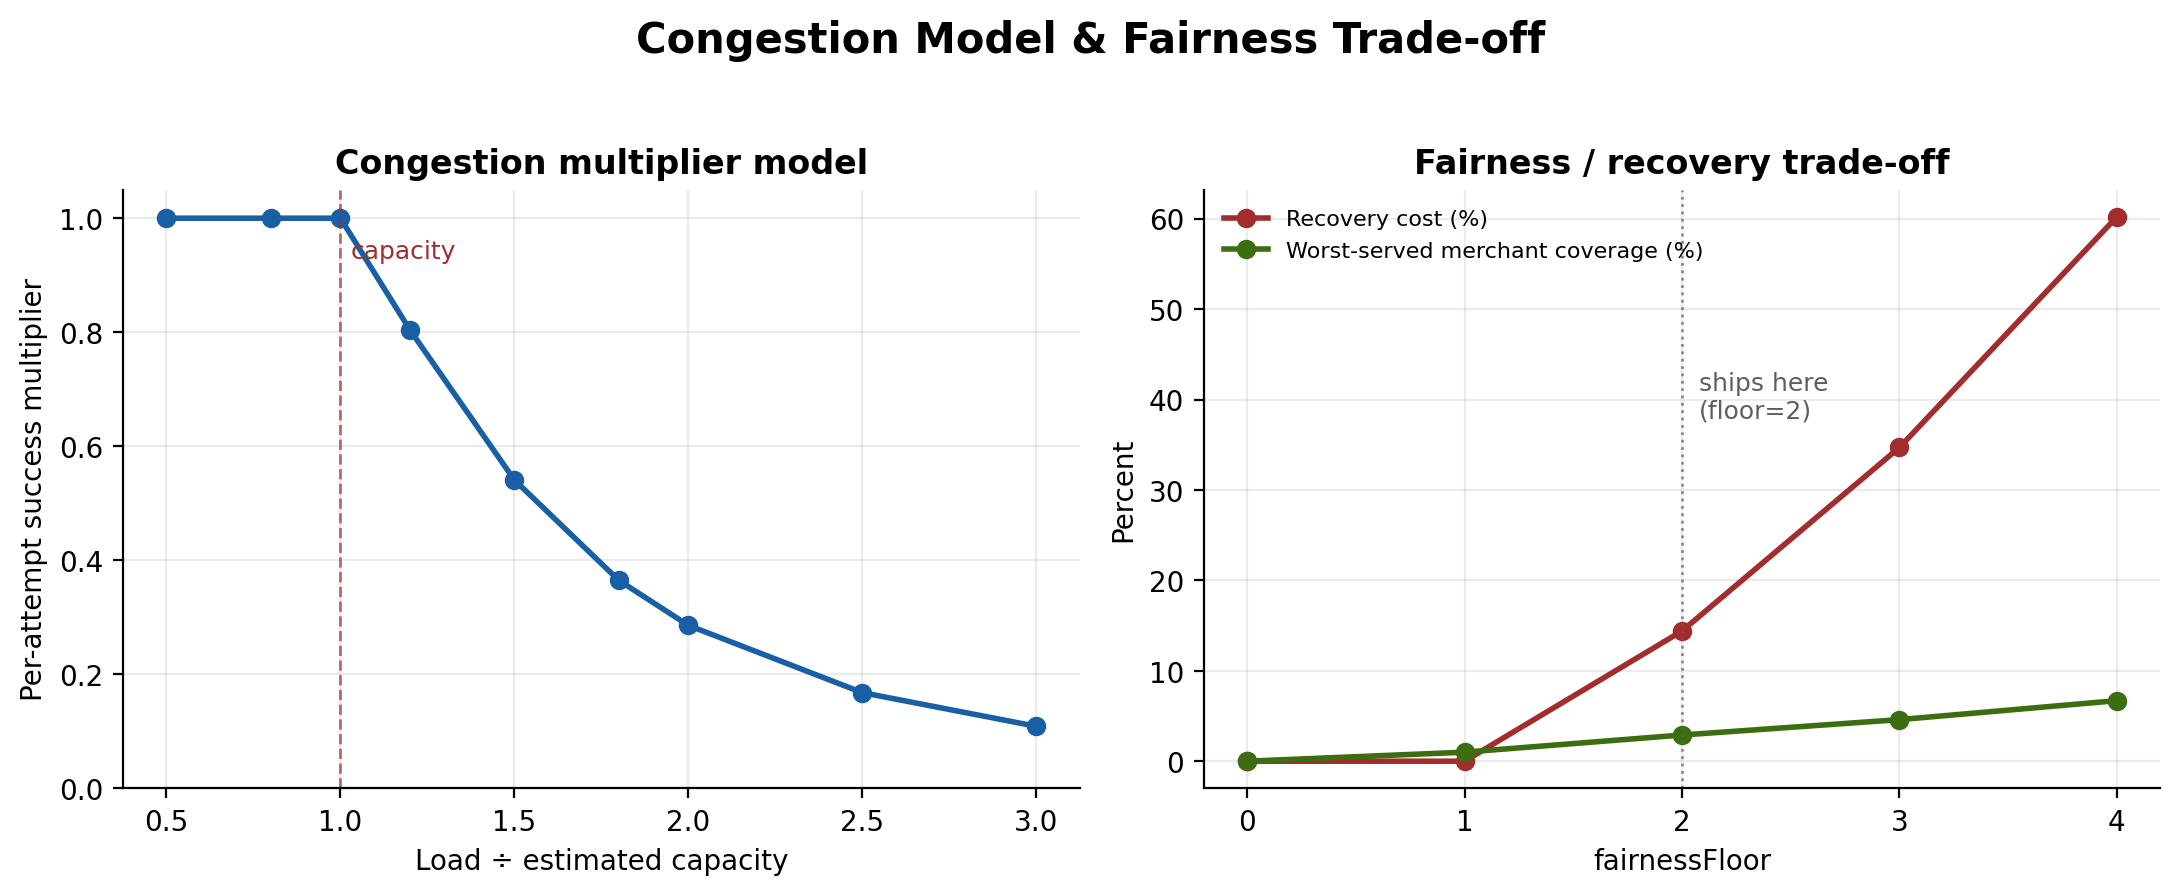 Congestion Model & Fairness Trade-off
Congestion multiplier model
Per-attempt success multiplier
1.0
0.8
0.6
0.4
0.2
0.0
capacity
0.5
1.0
1.5
2.0
2.5
3.0
Load ÷ estimated capacity
Fairness / recovery trade-off
Percent
60
50
40
30
20
10
0
Recovery cost (%)
Worst-served merchant coverage (%)
ships here
(floor=2)
0
1
2
3
4
fairnessFloor